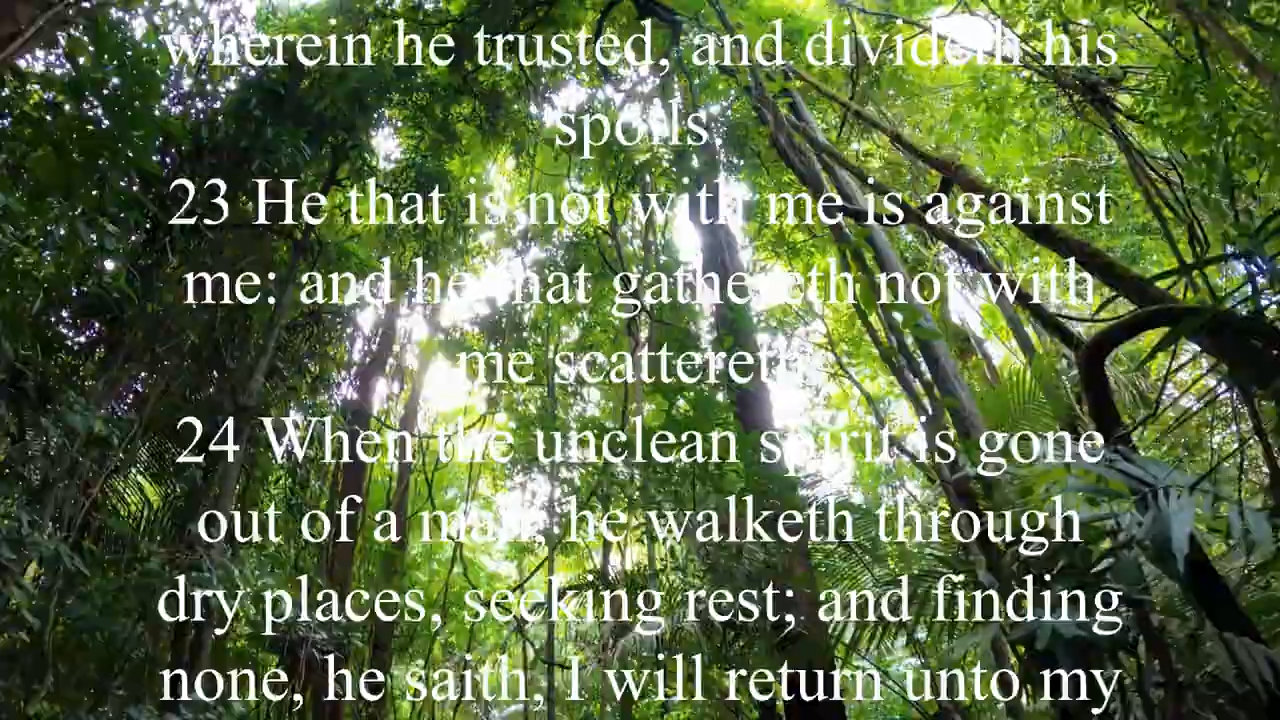 wherein he trusted, and divideth his
spoils.
23 He that is not with me is against
me: and he that gathereth not with
me scattereth.
24 When the unclean spirit is gone
out of a man, he walketh through
dry places, seeking rest; and finding
none, he saith, I will return unto my